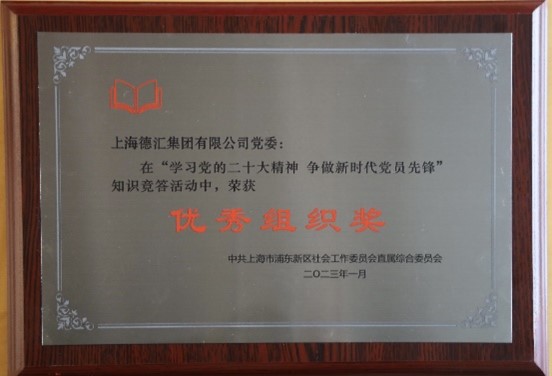 上海德汇集团有限公司党委：
在“学习党的二十大精神 争做新时代党员先锋”
知识竞答活动中，荣获
优秀组织奖
中共上海市浦东新区社会工作委员会直属综合委员会
二〇二三年一月